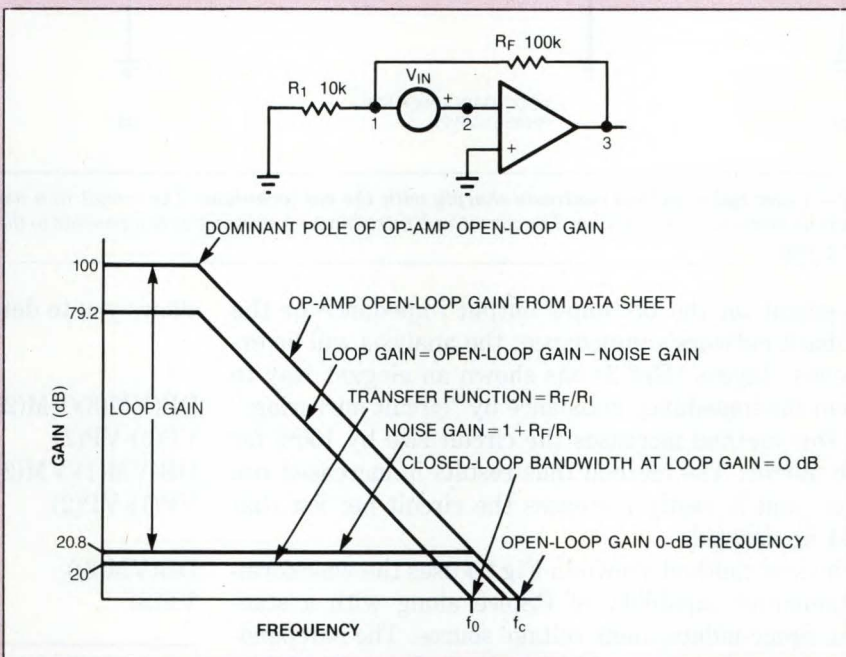 RF 100k
VIN
R1 10k
+
1
2
−
+
3
DOMINANT POLE OF OP-AMP OPEN-LOOP GAIN
100
OP-AMP OPEN-LOOP GAIN FROM DATA SHEET
79.2
LOOP GAIN=OPEN-LOOP GAIN−NOISE GAIN
GAIN (dB)
LOOP GAIN
TRANSFER FUNCTION=RF/RI
NOISE GAIN=1+RF/RI
CLOSED-LOOP BANDWIDTH AT LOOP GAIN=0 dB
OPEN-LOOP GAIN 0-dB FREQUENCY
20.8
20
FREQUENCY
f0
fc